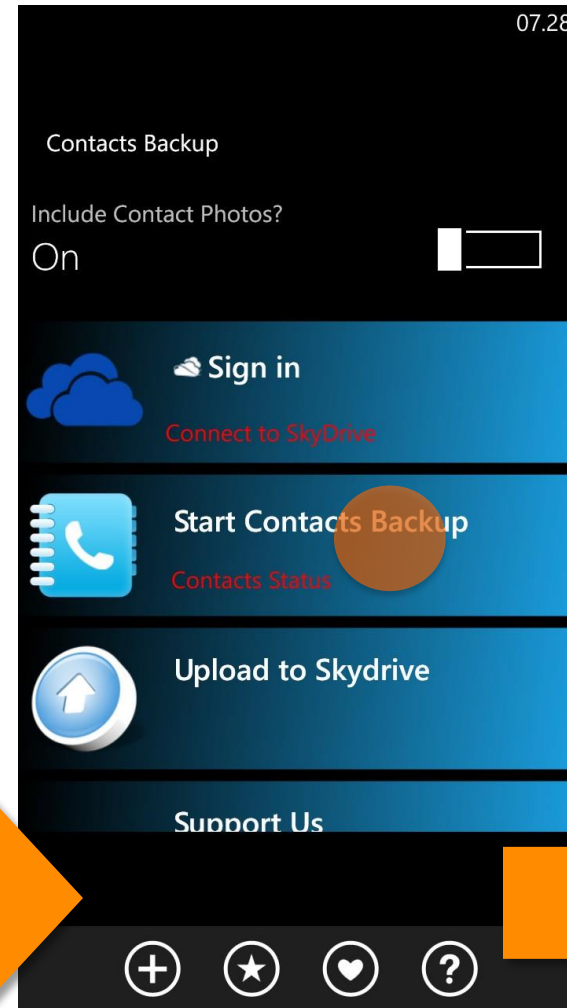 07.28
Contacts Backup
Include Contact Photos?
On
Sign in
Connect to SkyDrive
Start Contacts Backup
Contacts Status
Upload to Skydrive
Support Us